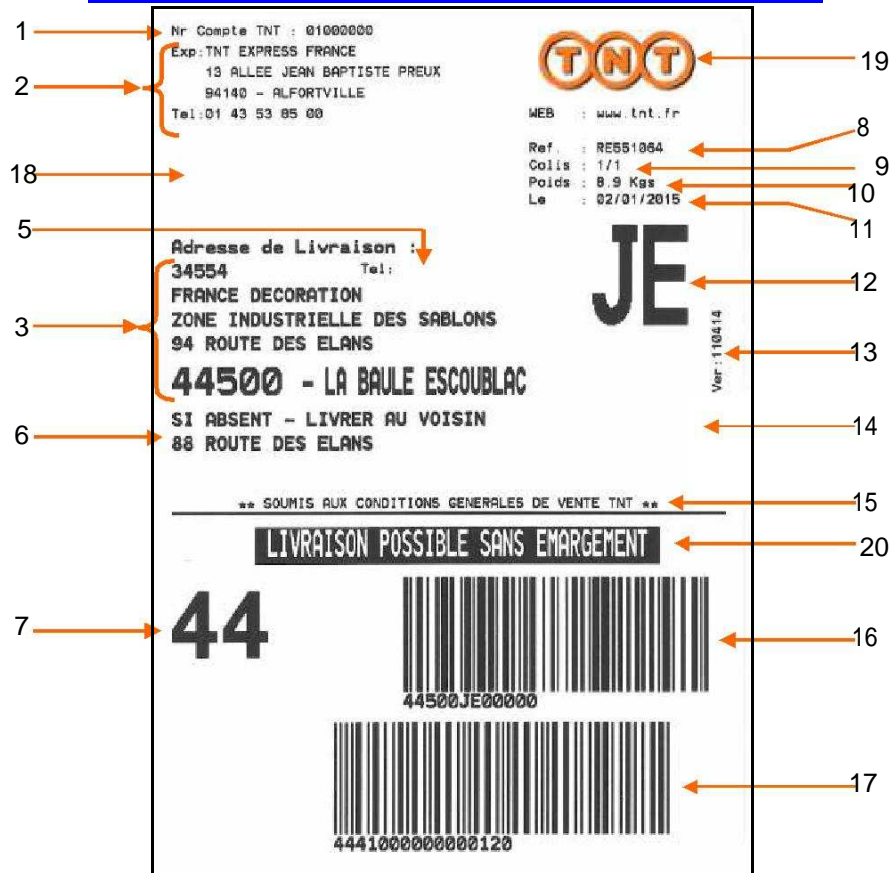 1
Nr Compte TNT : 01000000
2
Exp:TNT EXPRESS FRANCE
13 ALLEE JEAN BAPTISTE PREUX
94140 - ALFORTVILLE
Tel:01 43 53 85 00
TNT
19
WEB : www.tnt.fr
Ref. : RE551064
8
Colis : 1/1
9
Poids : 8.9 Kgs
10
Le : 02/01/2015
11
18
5
Adresse de Livraison :
34554 Tel:
3
FRANCE DECORATION
ZONE INDUSTRIELLE DES SABLONS
94 ROUTE DES ELANS
44500 - LA BAULE ESCOUBLAC
JE
12
Ver:110414
13
6
SI ABSENT - LIVRER AU VOISIN
88 ROUTE DES ELANS
14
** SOUMIS AUX CONDITIONS GENERALES DE VENTE TNT **
15
LIVRAISON POSSIBLE SANS EMARGEMENT
20
7
44
16
44500JE00000
17
4441000000000120